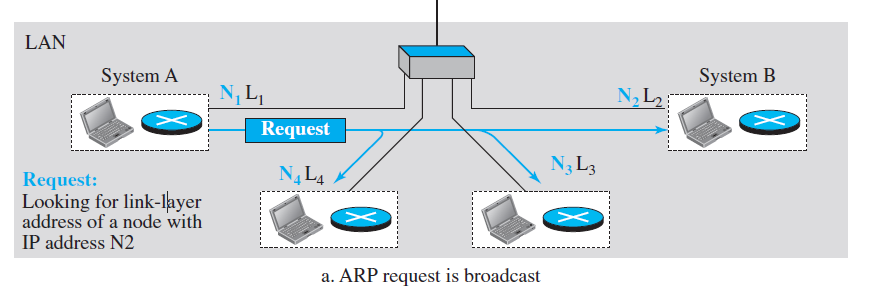 LAN
System A
System B
N1 L1
N2 L2
Request
N4 L4
N3 L3
Request:
Looking for link-layer
address of a node with
IP address N2
a. ARP request is broadcast